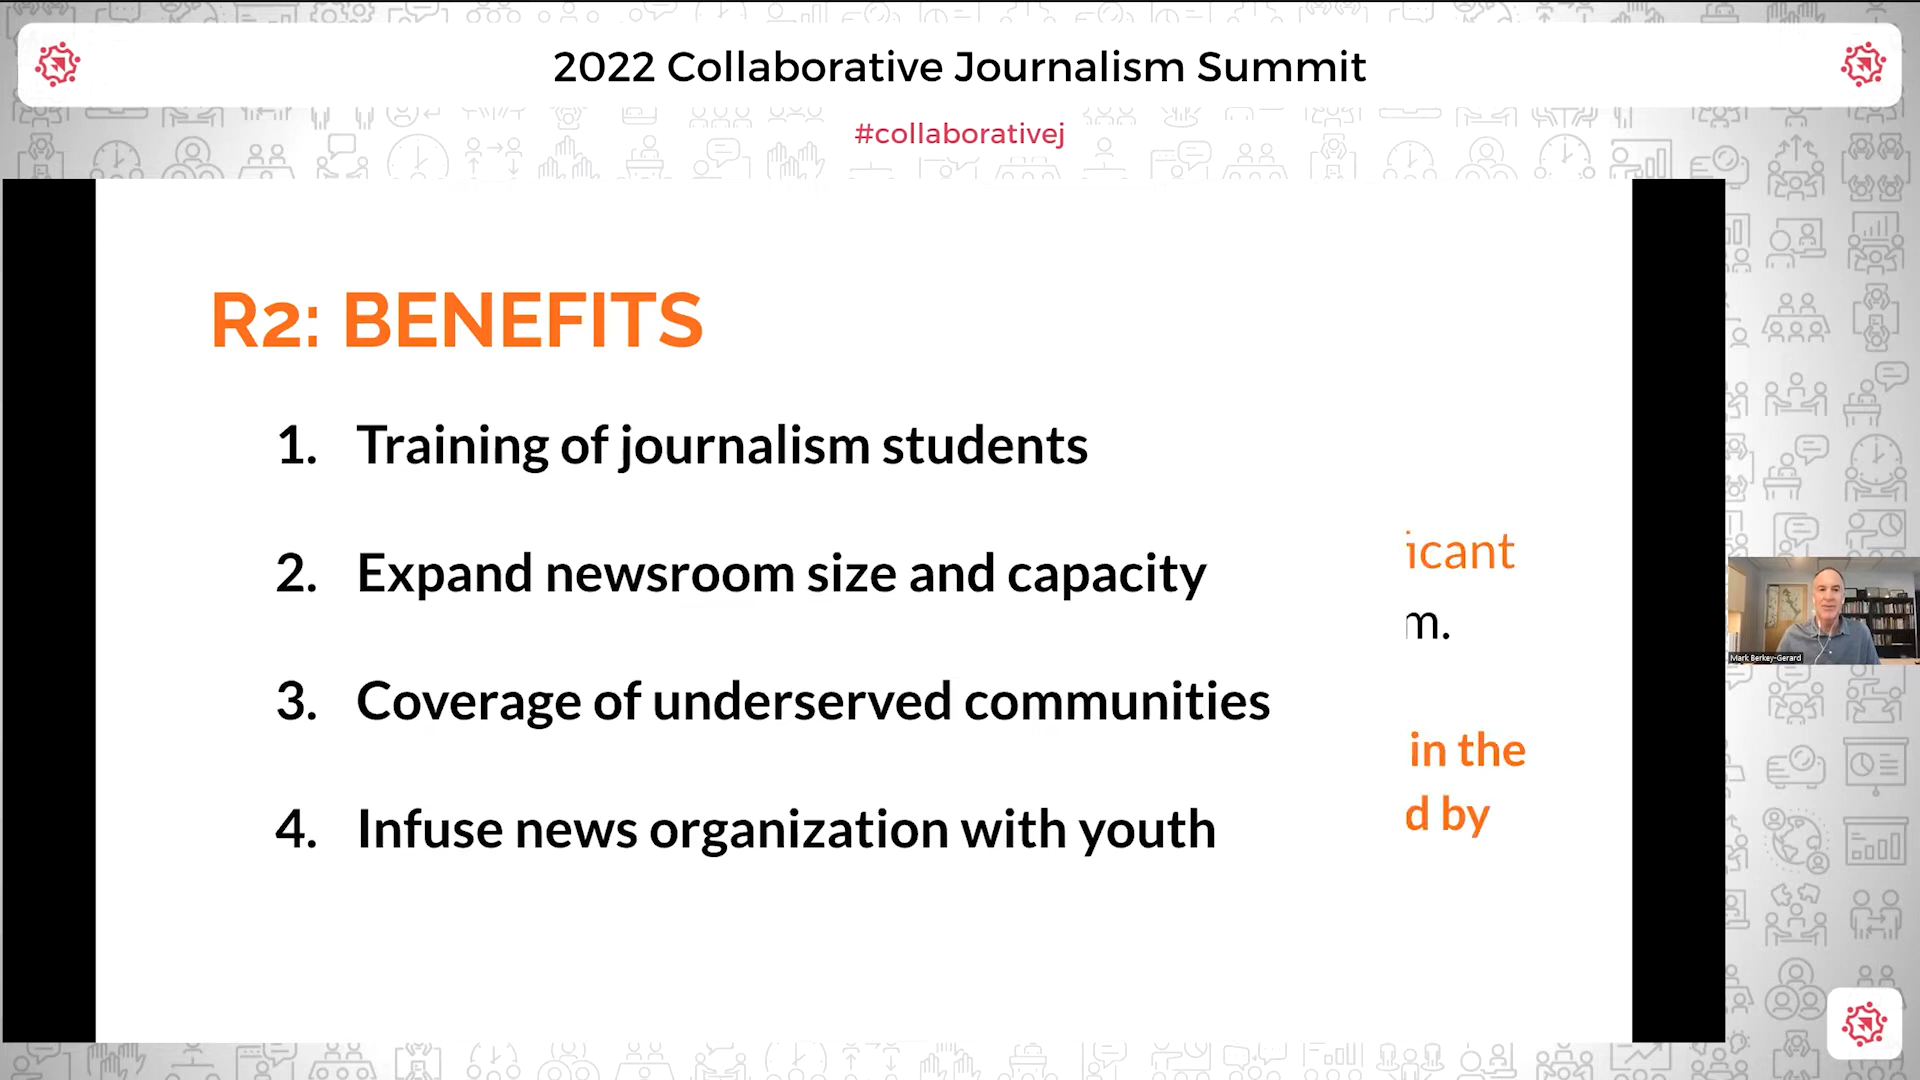 2022 Collaborative Journalism Summit
#collaborativej
R2: BENEFITS
1. Training of journalism students
2. Expand newsroom size and capacity
3. Coverage of underserved communities
4. Infuse news organization with youth
icant
m.
in the
d by
Mark Berkey-Gerard